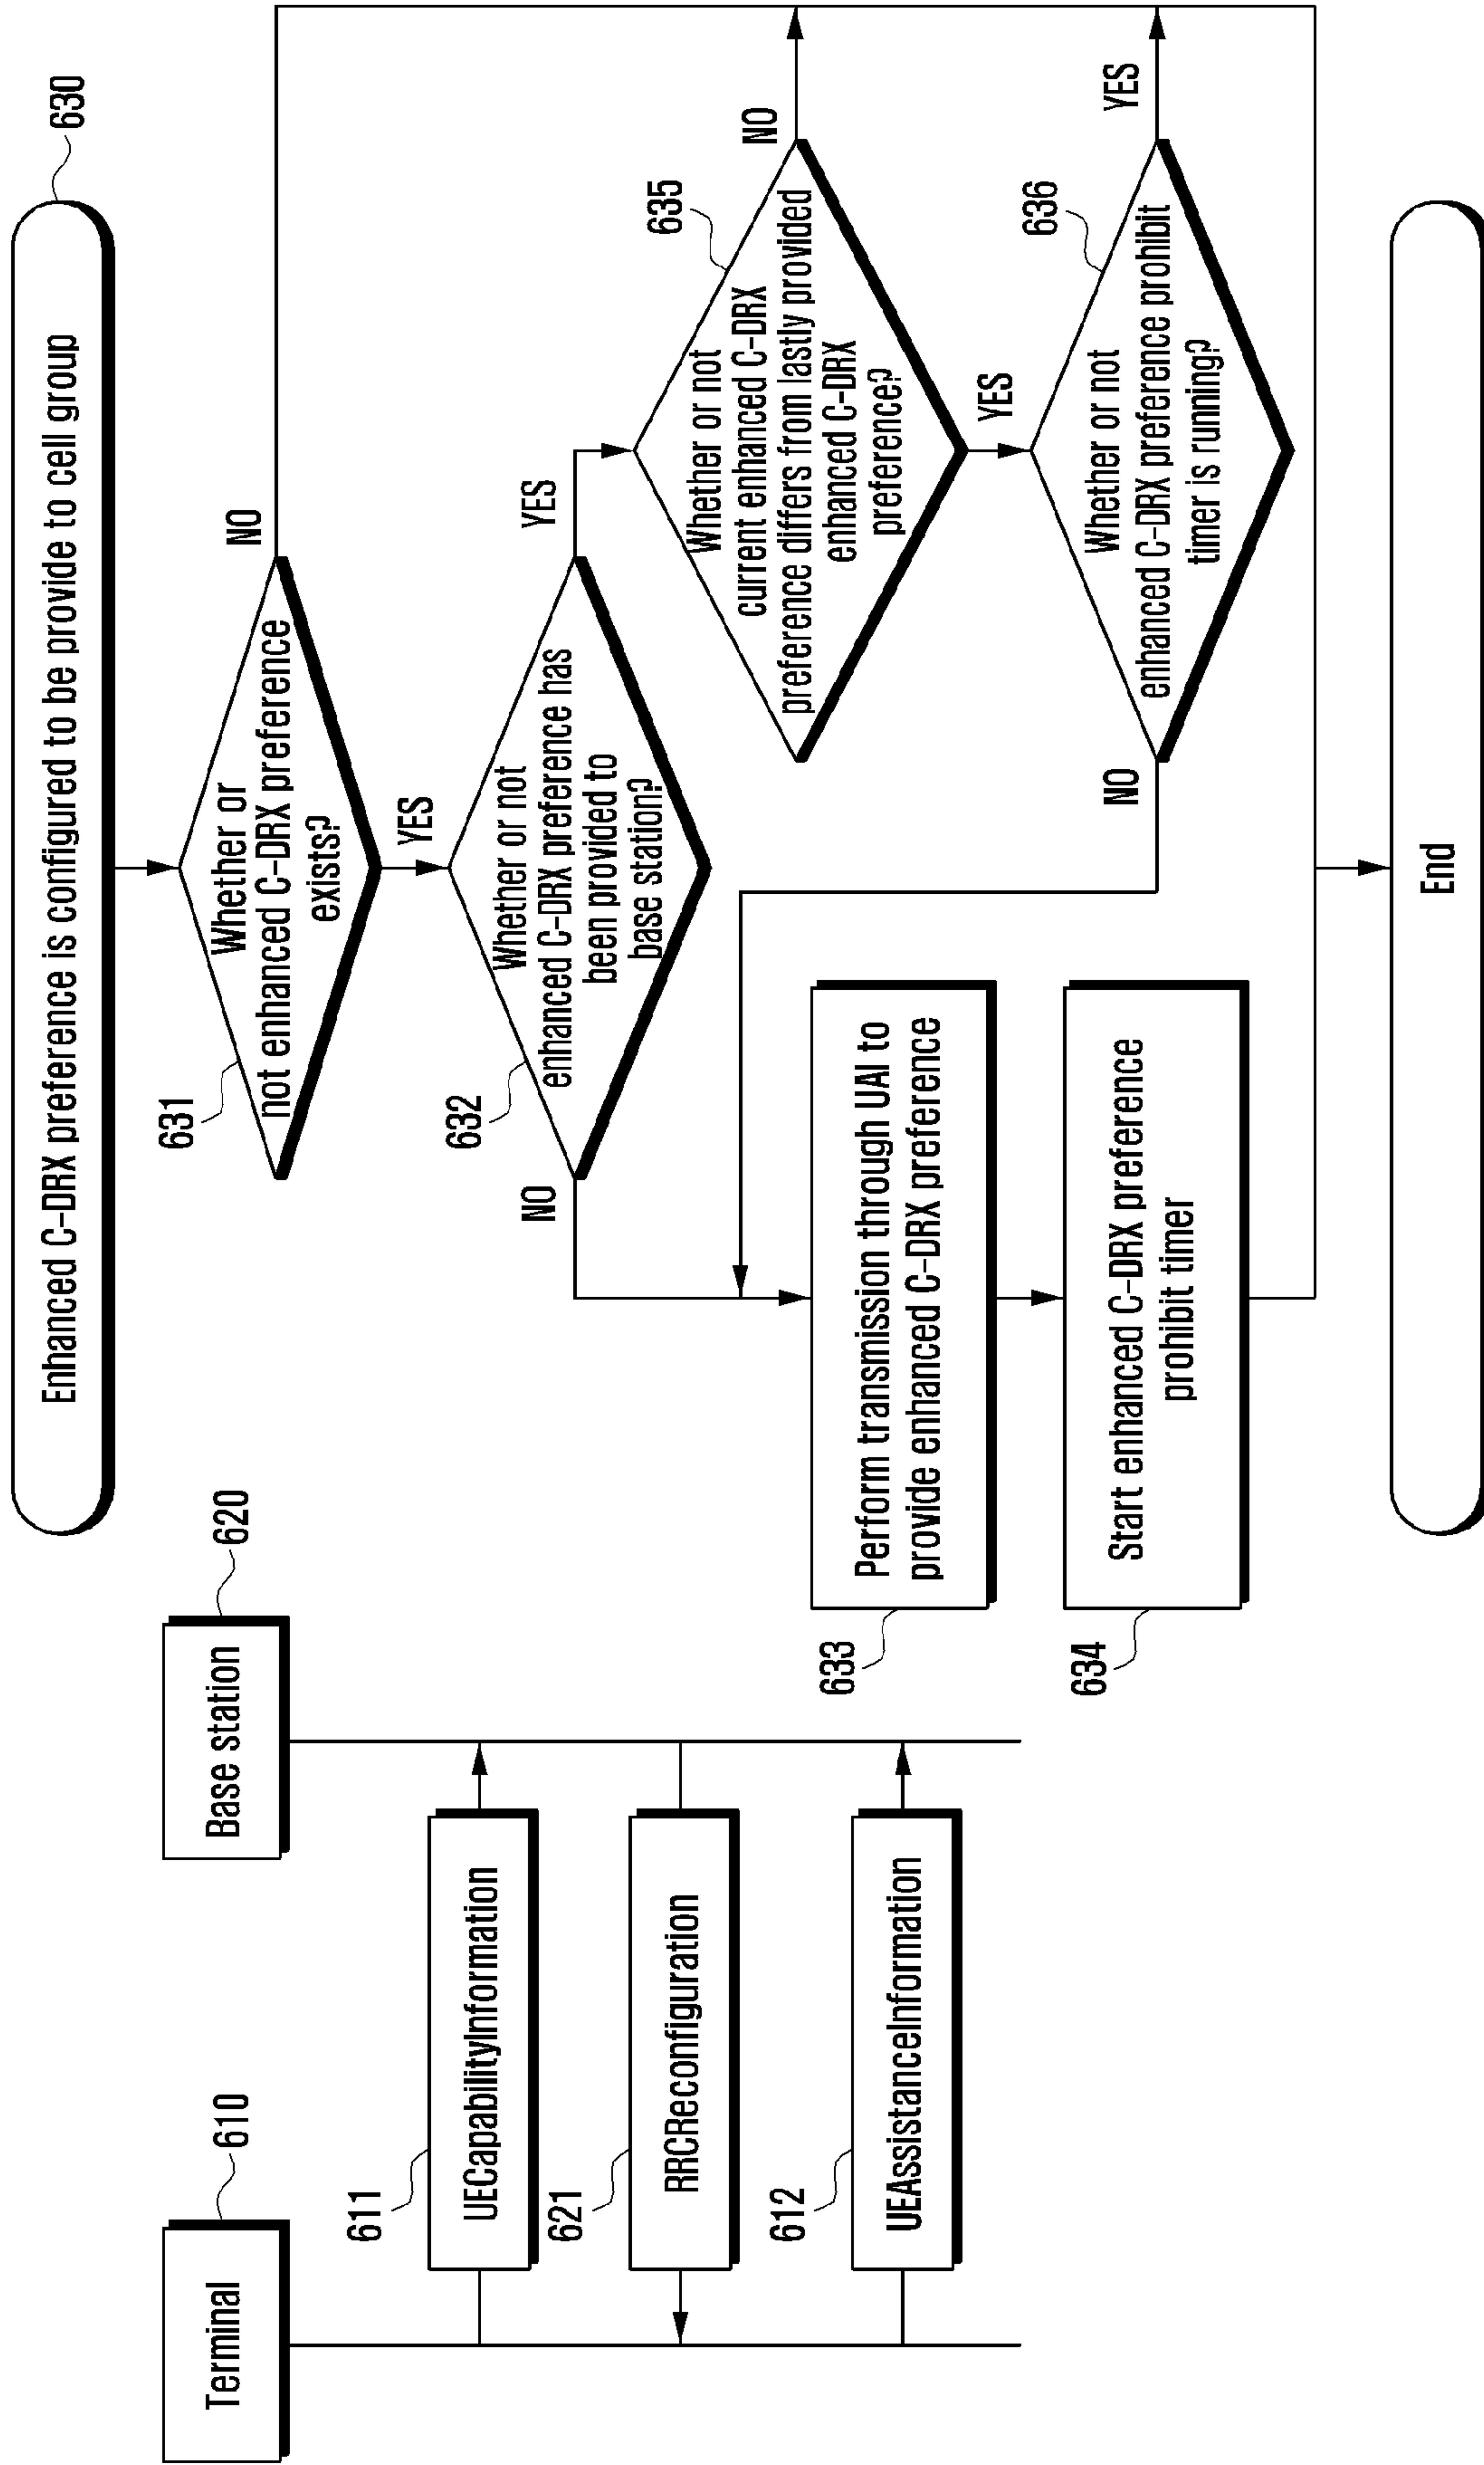 Terminal
610
Base station
620
611
UECapabilityInformation
621
RRCReconfiguration
612
UEAssistanceInformation
Enhanced C-DRX preference is configured to be provide to cell group
630
631
Whether or
not enhanced C-DRX preference
exists?
NO
YES
632
Whether or not
enhanced C-DRX preference has
been provided to
base station?
NO
YES
635
Whether or not
current enhanced C-DRX
preference differs from lastly provided
enhanced C-DRX
preference?
NO
YES
636
Whether or not
enhanced C-DRX preference prohibit
timer is running?
NO
YES
633
Perform transmission through UAI to
provide enhanced C-DRX preference
634
Start enhanced C-DRX preference
prohibit timer
End